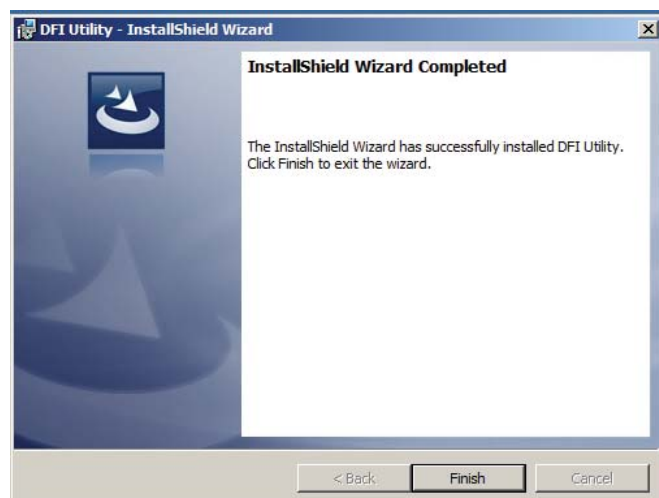 DFI Utility - InstallShield Wizard
InstallShield Wizard Completed
The InstallShield Wizard has successfully installed DFI Utility.
Click Finish to exit the wizard.
< Back
Finish
Cancel